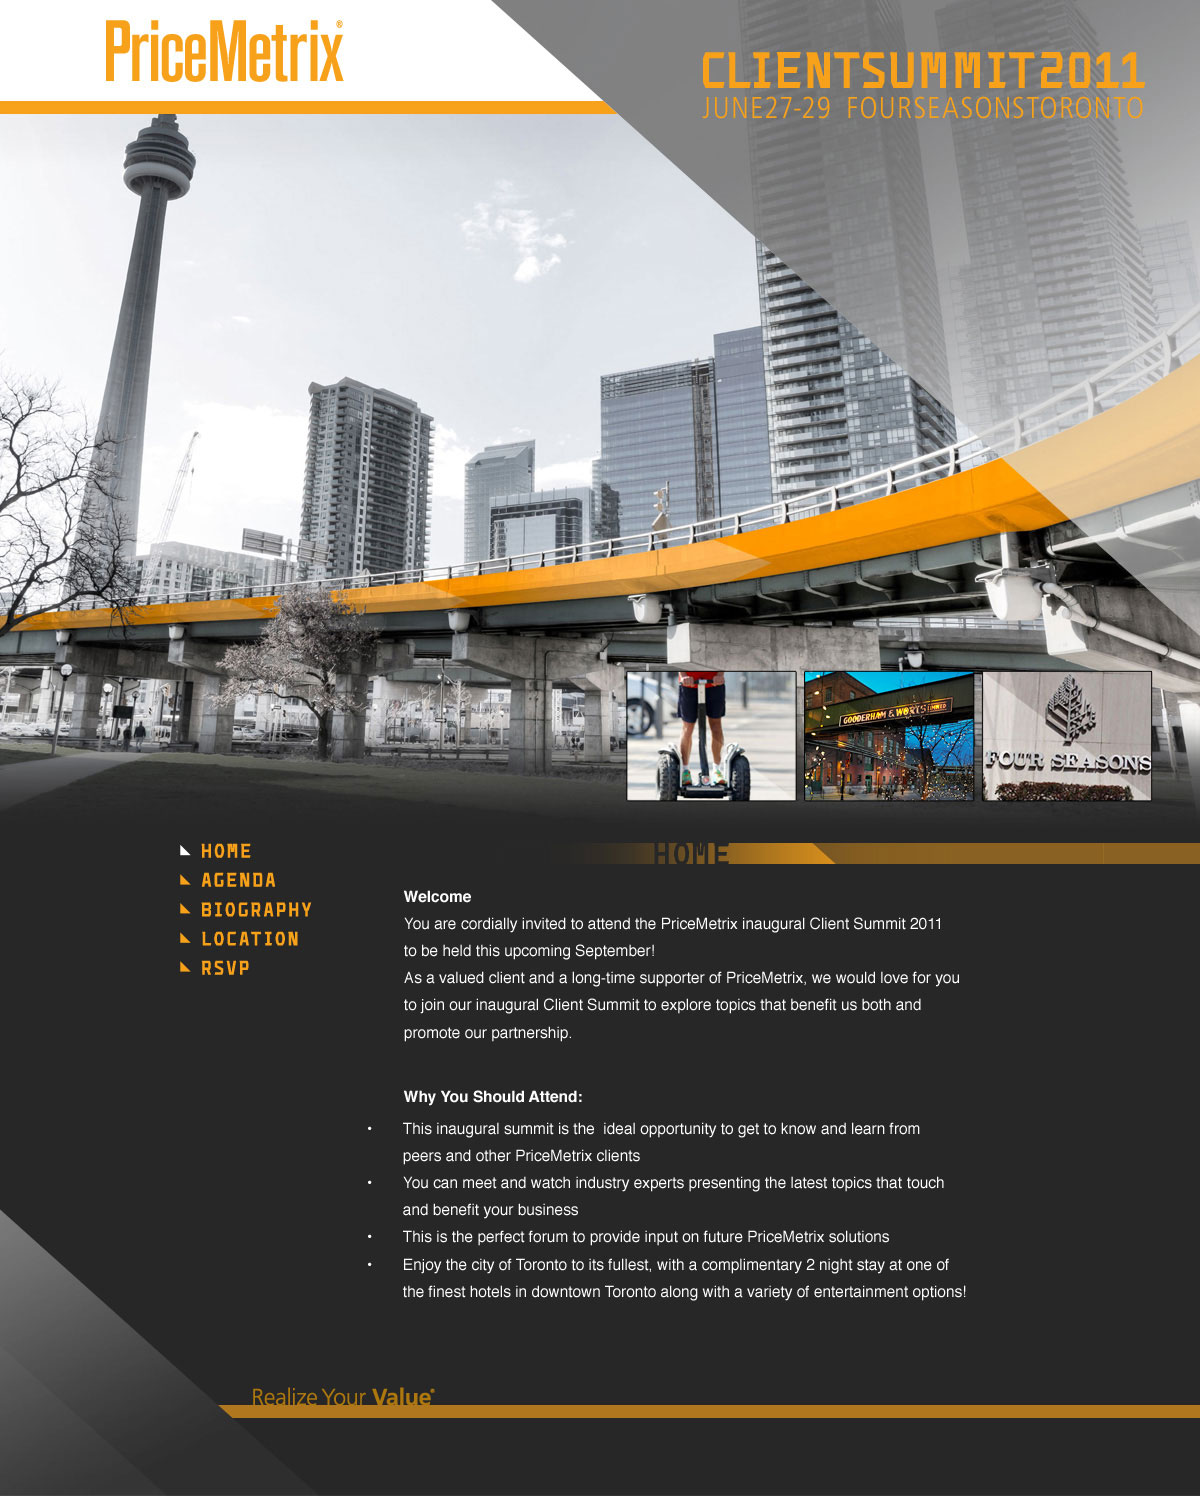 PriceMetrix®
CLIENTSUMMIT2011
JUNE27-29 FOURSEASONSTORONTO
GOODERHAM & WORTS LIMITED
FOUR SEASONS
HOME
AGENDA
BIOGRAPHY
LOCATION
RSVP
HOME
Welcome
You are cordially invited to attend the PriceMetrix inaugural Client Summit 2011
to be held this upcoming September!
As a valued client and a long-time supporter of PriceMetrix, we would love for you
to join our inaugural Client Summit to explore topics that benefit us both and
promote our partnership.
Why You Should Attend:
• This inaugural summit is the ideal opportunity to get to know and learn from
peers and other PriceMetrix clients
• You can meet and watch industry experts presenting the latest topics that touch
and benefit your business
• This is the perfect forum to provide input on future PriceMetrix solutions
• Enjoy the city of Toronto to its fullest, with a complimentary 2 night stay at one of
the finest hotels in downtown Toronto along with a variety of entertainment options!
Realize Your Value®